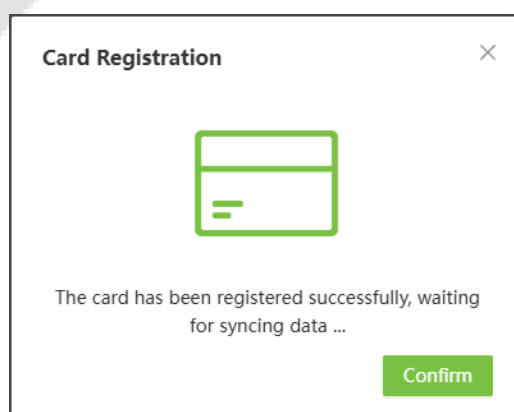 Card Registration
The card has been registered successfully, waiting
for syncing data ...
Confirm